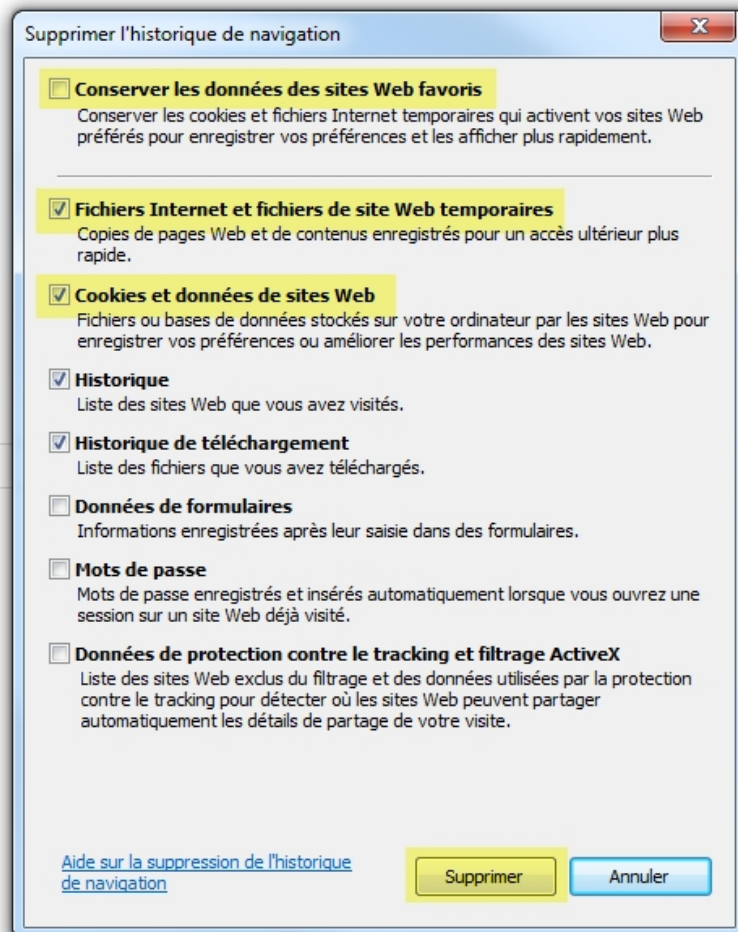 Supprimer l'historique de navigation
Conserver les données des sites Web favoris
Conserver les cookies et fichiers Internet temporaires qui activent vos sites Web
préférés pour enregistrer vos préférences et les afficher plus rapidement.
Fichiers Internet et fichiers de site Web temporaires
Copies de pages Web et de contenus enregistrés pour un accès ultérieur plus
rapide.
Cookies et données de sites Web
Fichiers ou bases de données stockés sur votre ordinateur par les sites Web pour
enregistrer vos préférences ou améliorer les performances des sites Web.
Historique
Liste des sites Web que vous avez visités.
Historique de téléchargement
Liste des fichiers que vous avez téléchargés.
Données de formulaires
Informations enregistrées après leur saisie dans des formulaires.
Mots de passe
Mots de passe enregistrés et insérés automatiquement lorsque vous ouvrez une
session sur un site Web déjà visité.
Données de protection contre le tracking et filtrage ActiveX
Liste des sites Web exclus du filtrage et des données utilisées par la protection
contre le tracking pour détecter où les sites Web peuvent partager
automatiquement les détails de partage de votre visite.
Aide sur la suppression de l'historique
de navigation
Supprimer
Annuler